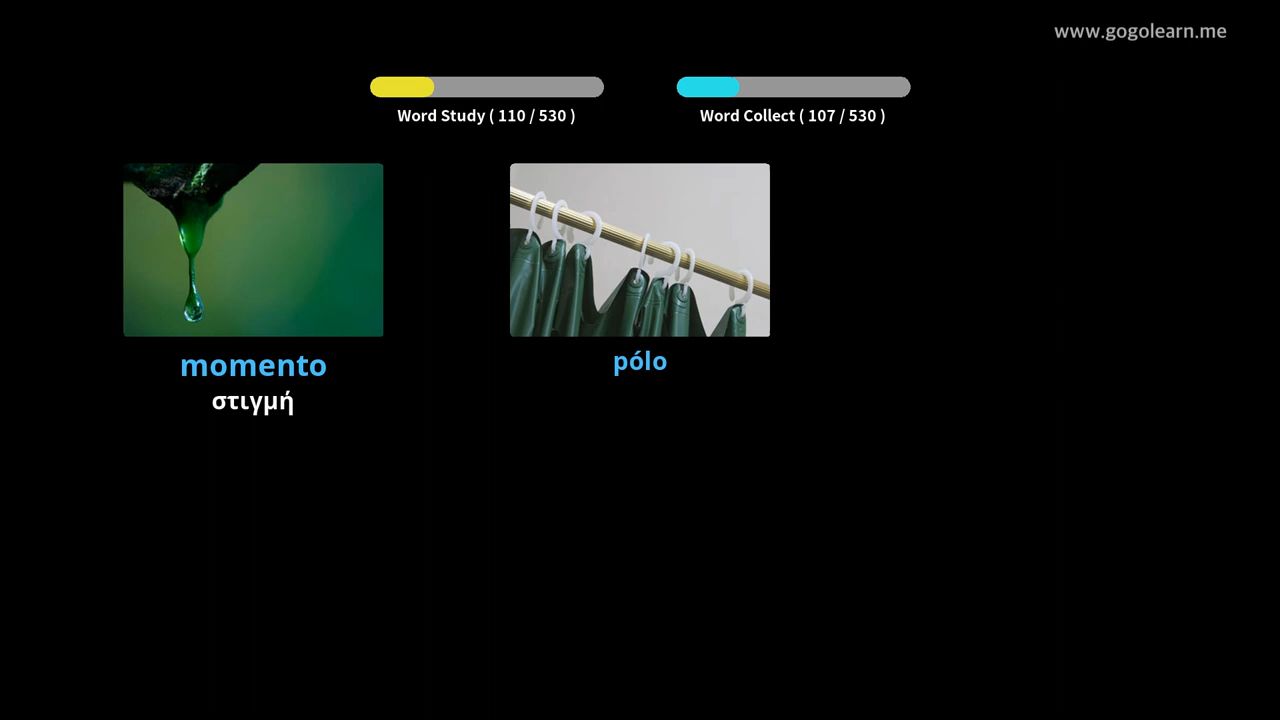 www.gogolearn.me
Word Study ( 110 / 530 )
Word Collect ( 107 / 530 )
momento
στιγμή
pólo